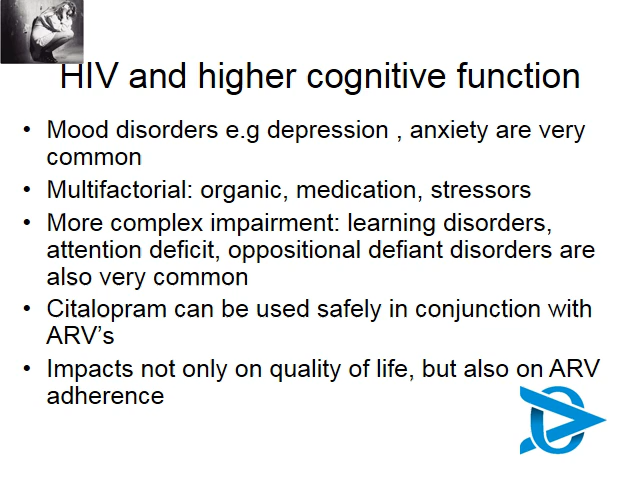 HIV and higher cognitive function
• Mood disorders e.g depression , anxiety are very
common
• Multifactorial: organic, medication, stressors
• More complex impairment: learning disorders,
attention deficit, oppositional defiant disorders are
also very common
• Citalopram can be used safely in conjunction with
ARV's
• Impacts not only on quality of life, but also on ARV
adherence